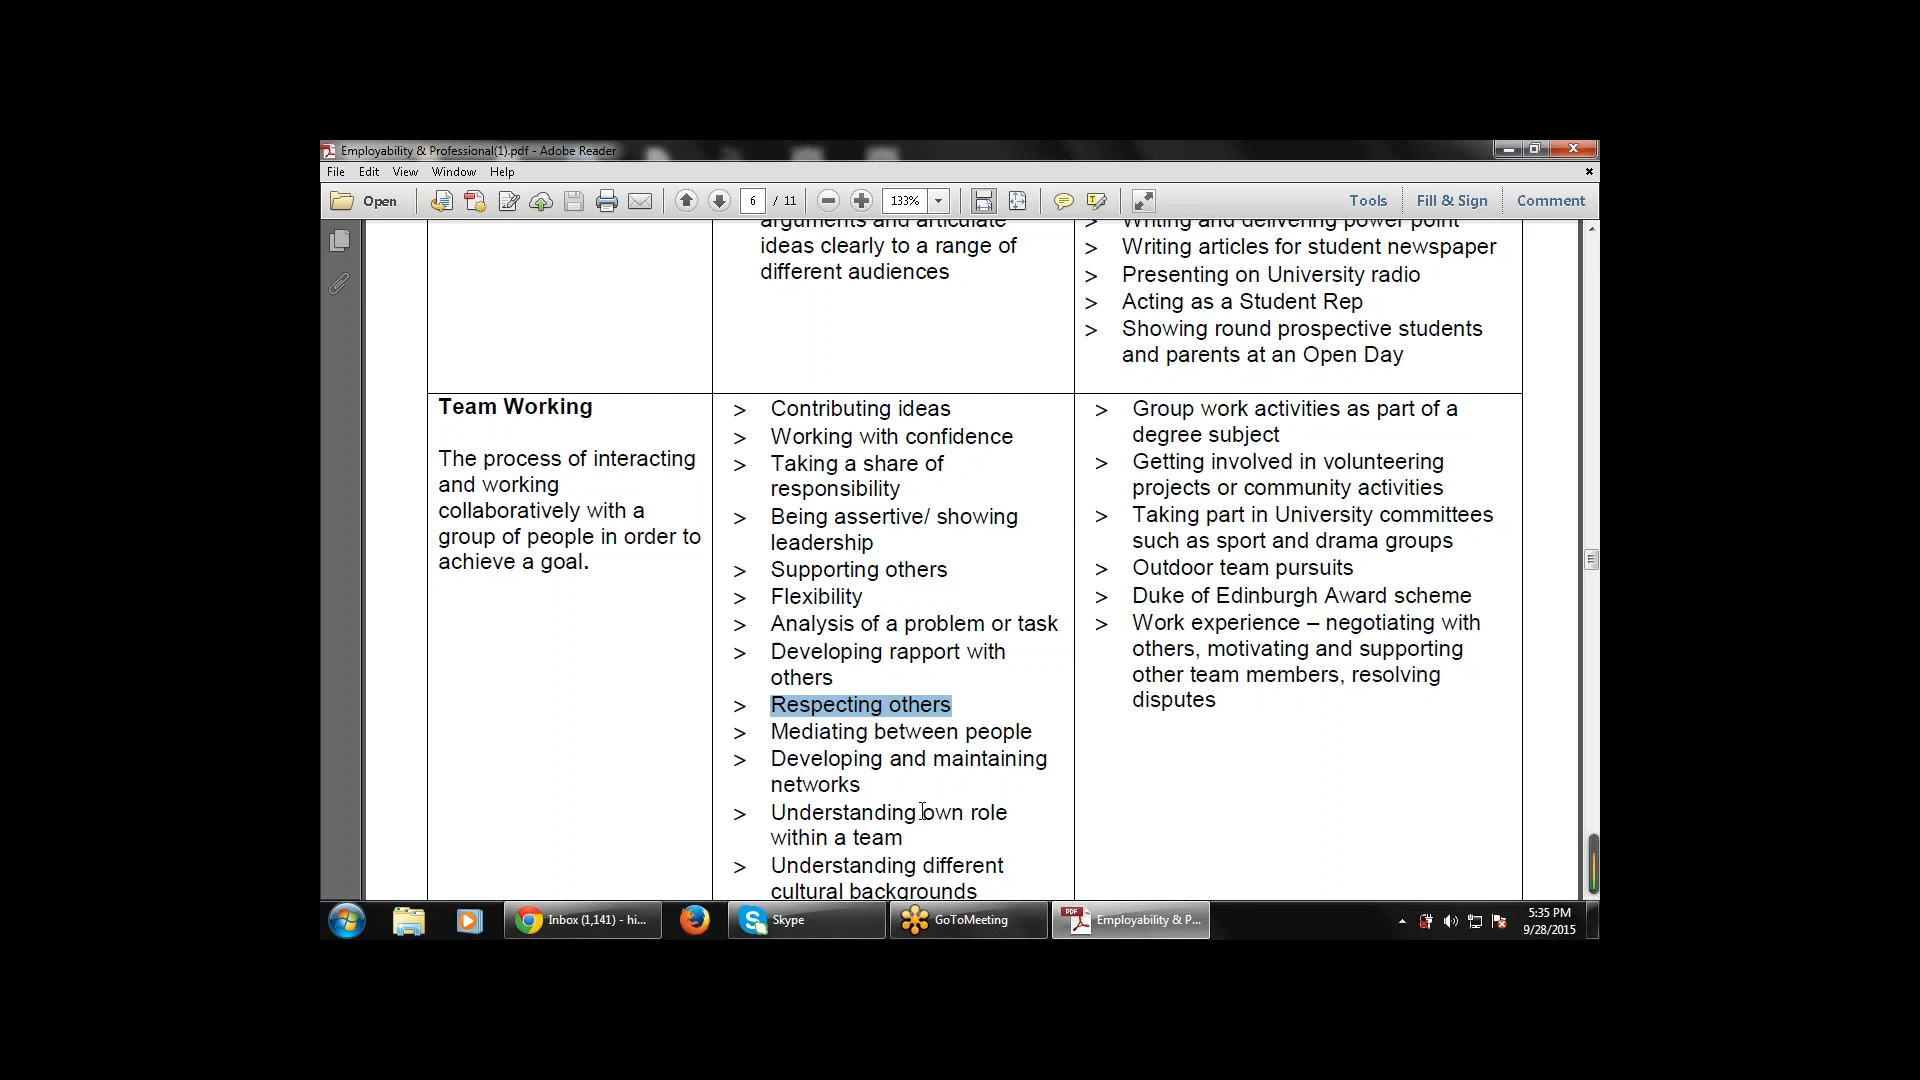 Employability & Professional(1).pdf - Adobe Reader
File Edit View Window Help
Open 6 / 11 133% Tools Fill & Sign Comment
arguments and articulate
ideas clearly to a range of
different audiences
> Writing and delivering power point
> Writing articles for student newspaper
> Presenting on University radio
> Acting as a Student Rep
> Showing round prospective students
and parents at an Open Day
Team Working
The process of interacting
and working
collaboratively with a
group of people in order to
achieve a goal.
> Contributing ideas
> Working with confidence
> Taking a share of
responsibility
> Being assertive/ showing
leadership
> Supporting others
> Flexibility
> Analysis of a problem or task
> Developing rapport with
others
> Respecting others
> Mediating between people
> Developing and maintaining
networks
> Understanding own role
within a team
> Understanding different
cultural backgrounds
> Group work activities as part of a
degree subject
> Getting involved in volunteering
projects or community activities
> Taking part in University committees
such as sport and drama groups
> Outdoor team pursuits
> Duke of Edinburgh Award scheme
> Work experience – negotiating with
others, motivating and supporting
other team members, resolving
disputes
Inbox (1,141) - hi... Skype GoToMeeting PDF Employability & P...
5:35 PM
9/28/2015